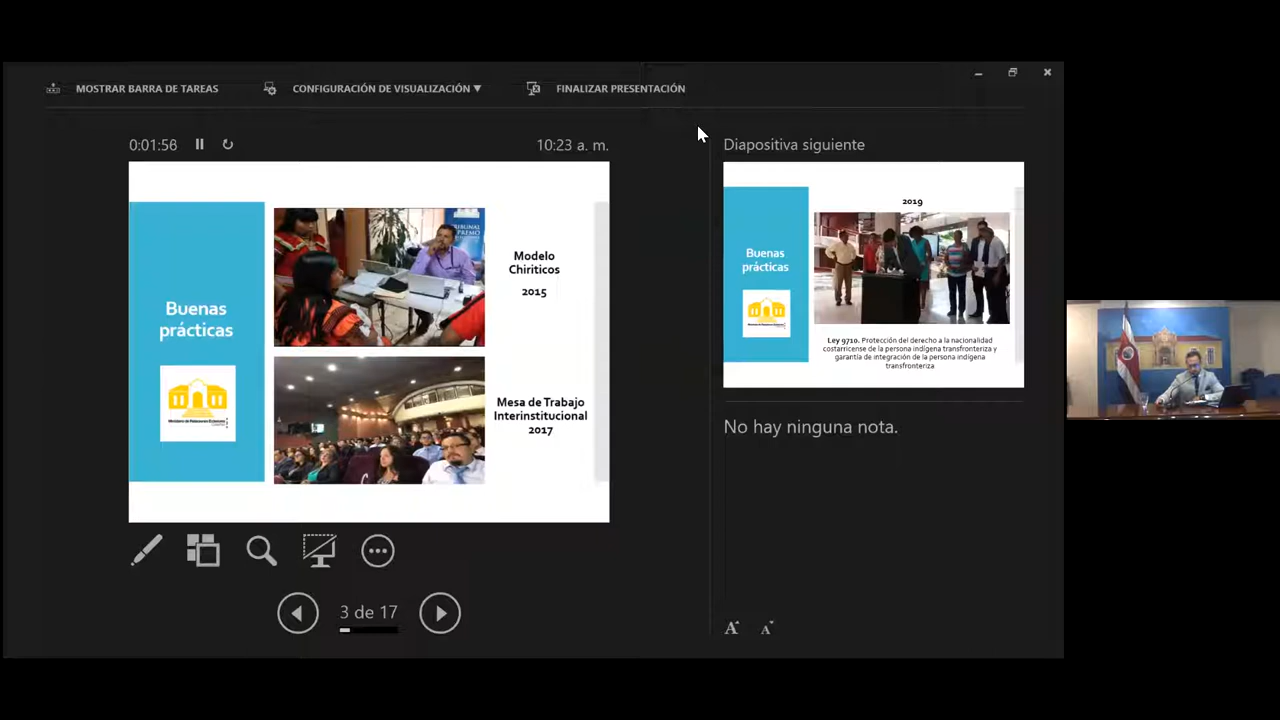 MOSTRAR BARRA DE TAREAS
CONFIGURACIÓN DE VISUALIZACIÓN ▼
FINALIZAR PRESENTACIÓN
0:01:56
10:23 a. m.
Buenas
prácticas
TRIBUNAL
Modelo
Chiriticos
2015
Mesa de Trabajo
Interinstitucional
2017
3 de 17
Diapositiva siguiente
2019
Buenas
prácticas
Ley 9710. Protección del derecho a la nacionalidad
costarricense de la persona indígena transfronteriza y
garantía de integración de la persona indígena
transfronteriza
No hay ninguna nota.
A
A